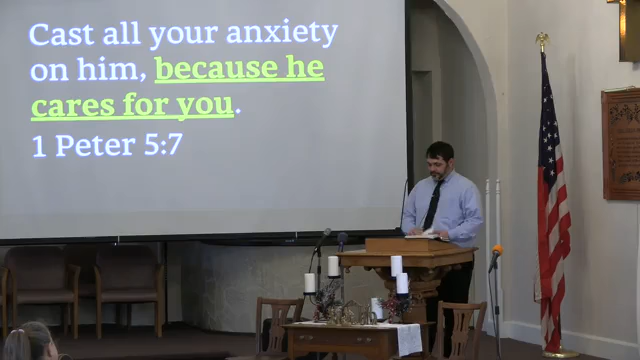 Cast all your anxiety
on him, because he
cares for you.
1 Peter 5:7